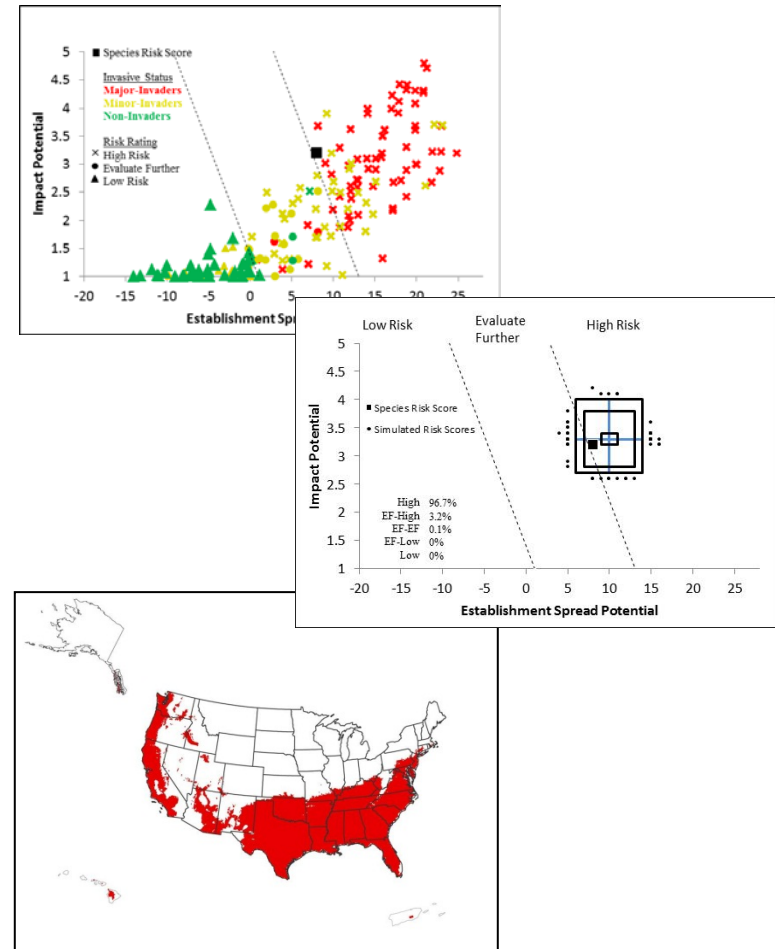 5
4.5
4
3.5
3
2.5
2
1.5
1
Impact Potential
Species Risk Score
Invasive Status
Major-Invaders
Minor-Invaders
Non-Invaders
Risk Rating
High Risk
Evaluate Further
Low Risk
-20 -15 -10 -5 0 5 10 15 20 25
Establishment Spread
Low Risk Evaluate Further High Risk
5
4.5
4
3.5
3
2.5
2
1.5
1
Impact Potential
Species Risk Score
Simulated Risk Scores
High 96.7%
EF-High 3.2%
EF-EF 0.1%
EF-Low 0%
Low 0%
-20 -15 -10 -5 0 5 10 15 20 25
Establishment Spread Potential